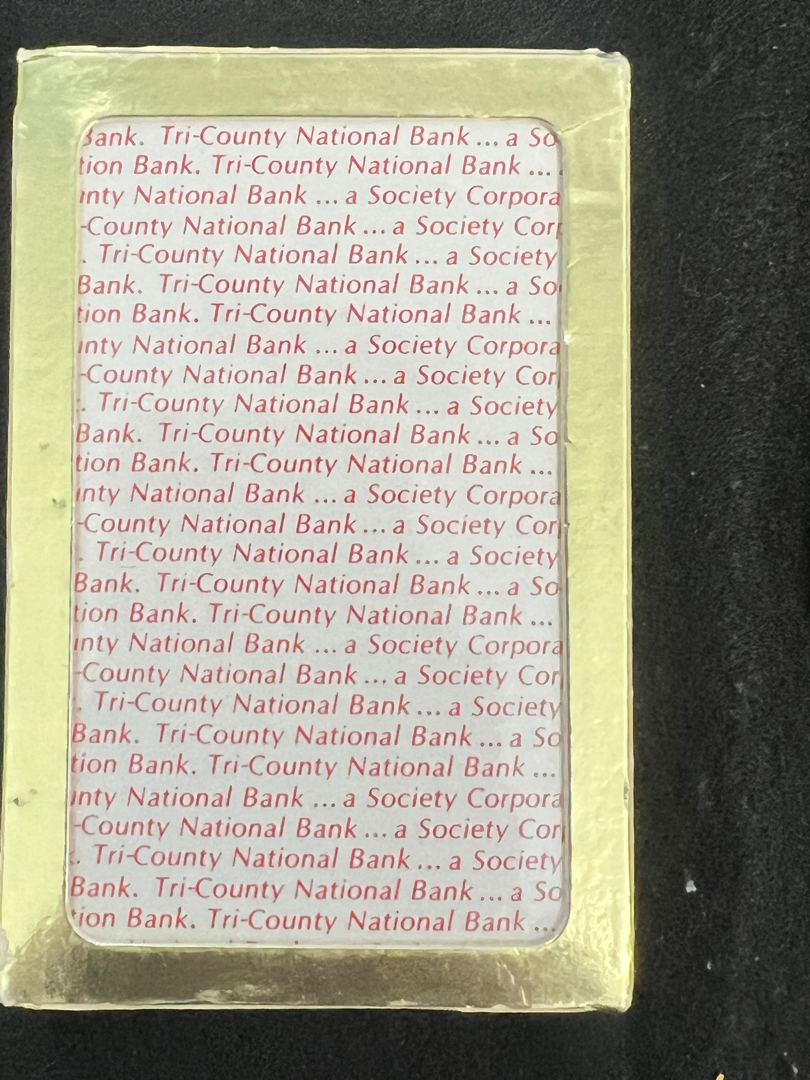 Bank. Tri-County National Bank ... a So
tion Bank. Tri-County National Bank ...
nty National Bank ... a Society Corpora
-County National Bank ... a Society Cor
. Tri-County National Bank ... a Society
Bank. Tri-County National Bank ... a So
tion Bank. Tri-County National Bank ...
nty National Bank ... a Society Corpora
-County National Bank ... a Society Cor
. Tri-County National Bank ... a Society
Bank. Tri-County National Bank ... a So
tion Bank. Tri-County National Bank ...
nty National Bank ... a Society Corpora
-County National Bank ... a Society Cor
. Tri-County National Bank ... a Society
Bank. Tri-County National Bank ... a So
tion Bank. Tri-County National Bank ...
nty National Bank ... a Society Corpora
-County National Bank ... a Society Cor
. Tri-County National Bank ... a Society
Bank. Tri-County National Bank ... a So
tion Bank. Tri-County National Bank ...
nty National Bank ... a Society Corpora
-County National Bank ... a Society Cor
. Tri-County National Bank ... a Society
Bank. Tri-County National Bank ... a So
tion Bank. Tri-County National Bank ...